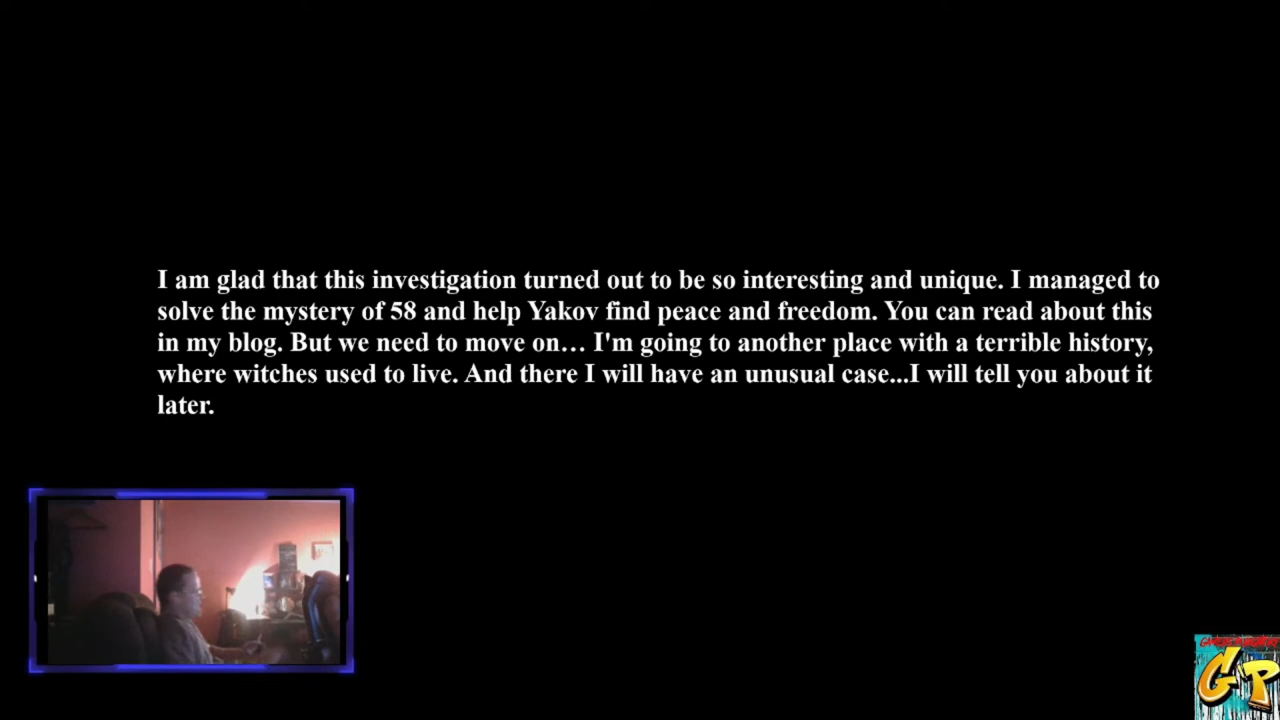 I am glad that this investigation turned out to be so interesting and unique. I managed to
solve the mystery of 58 and help Yakov find peace and freedom. You can read about this
in my blog. But we need to move on… I'm going to another place with a terrible history,
where witches used to live. And there I will have an unusual case...I will tell you about it
later.
GP